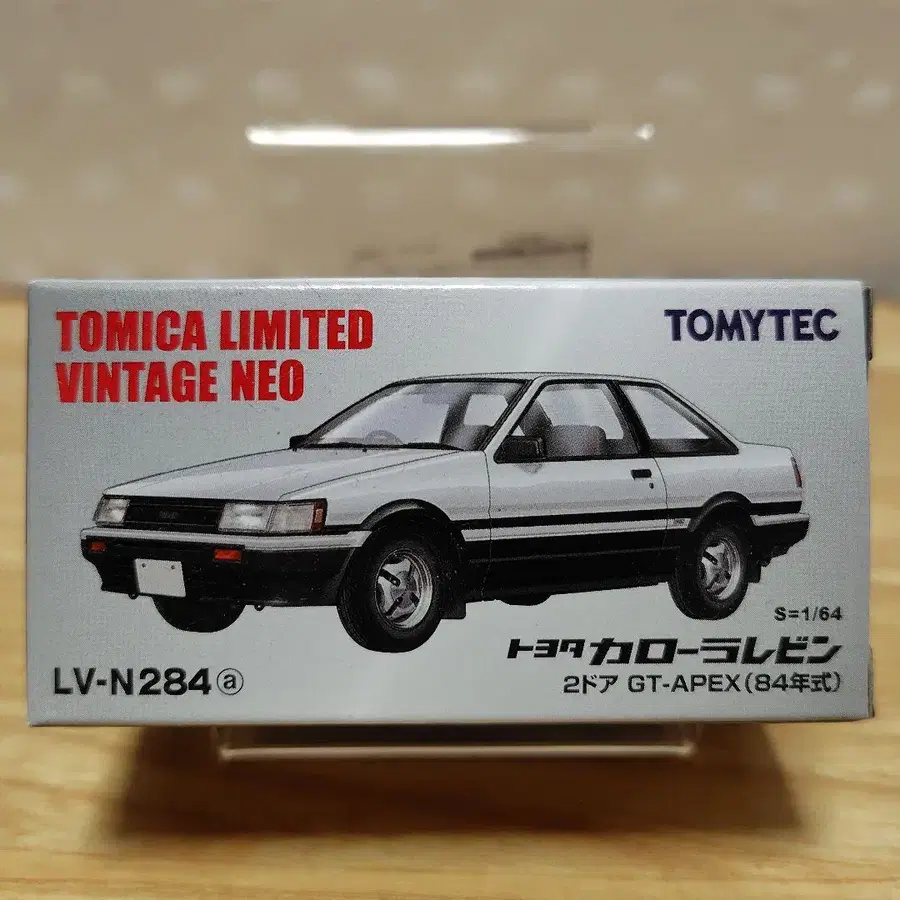 TOMICA LIMITED
VINTAGE NEO
TOMYTEC
S=1/64
トヨタ カローラレビン
LV-N284ⓐ
2ドア GT-APEX(84年式)